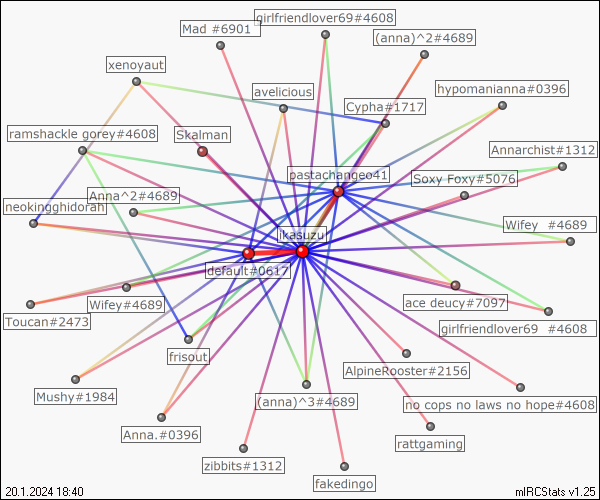 girlfriendlover69#4608
Mad #6901
(anna)^2#4689
xenoyaut
avelicious
hypomanianna#0396
Cypha#1717
ramshackle gorey#4608
Skalman
Annarchist#1312
pastachangeo41
Soxy Foxy#5076
Anna^2#4689
neokingghidorah
Wifey #4689
ikasuzu
default#0617
Wifey#4689
ace deucy#7097
Toucan#2473
girlfriendlover69 #4608
frisout
AlpineRooster#2156
Mushy#1984
(anna)^3#4689
no cops no laws no hope#4608
Anna.#0396
rattgaming
zibbits#1312
fakedingo
20.1.2024 18:40
mIRCStats v1.25